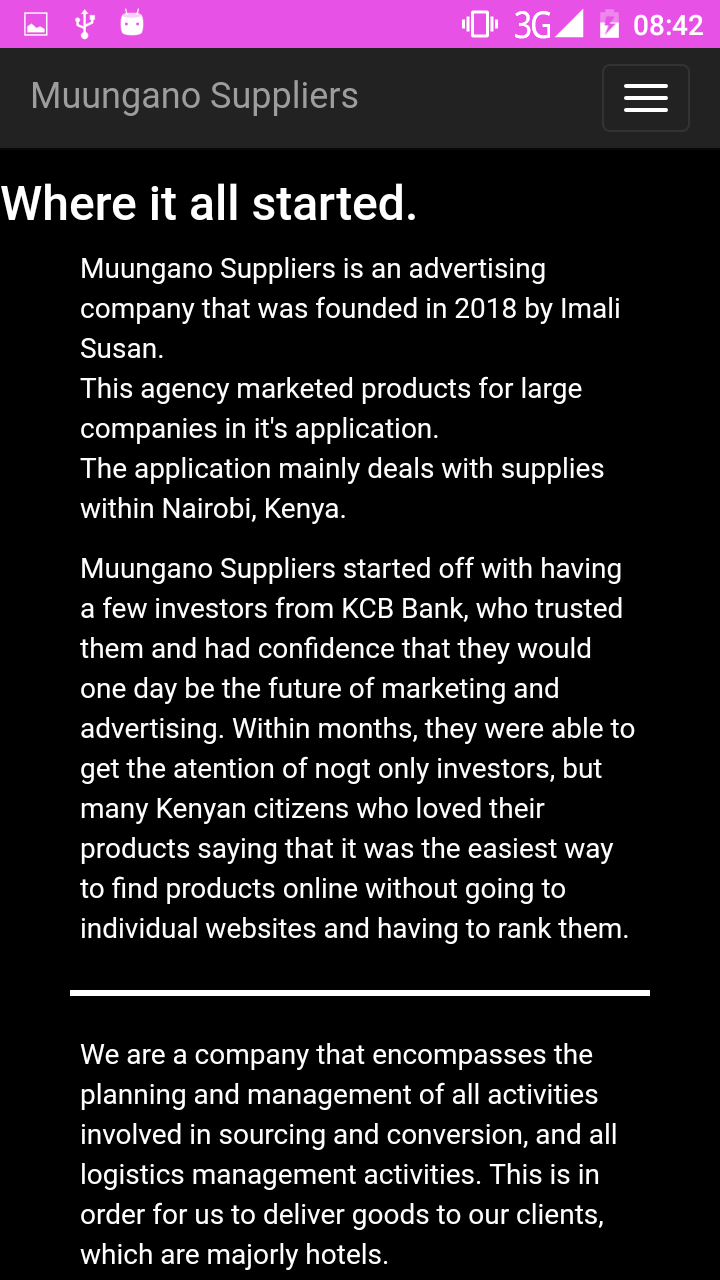 3G 08:42
Muungano Suppliers
Where it all started.
Muungano Suppliers is an advertising
company that was founded in 2018 by Imali
Susan.
This agency marketed products for large
companies in it's application.
The application mainly deals with supplies
within Nairobi, Kenya.
Muungano Suppliers started off with having
a few investors from KCB Bank, who trusted
them and had confidence that they would
one day be the future of marketing and
advertising. Within months, they were able to
get the atention of nogt only investors, but
many Kenyan citizens who loved their
products saying that it was the easiest way
to find products online without going to
individual websites and having to rank them.
We are a company that encompasses the
planning and management of all activities
involved in sourcing and conversion, and all
logistics management activities. This is in
order for us to deliver goods to our clients,
which are majorly hotels.